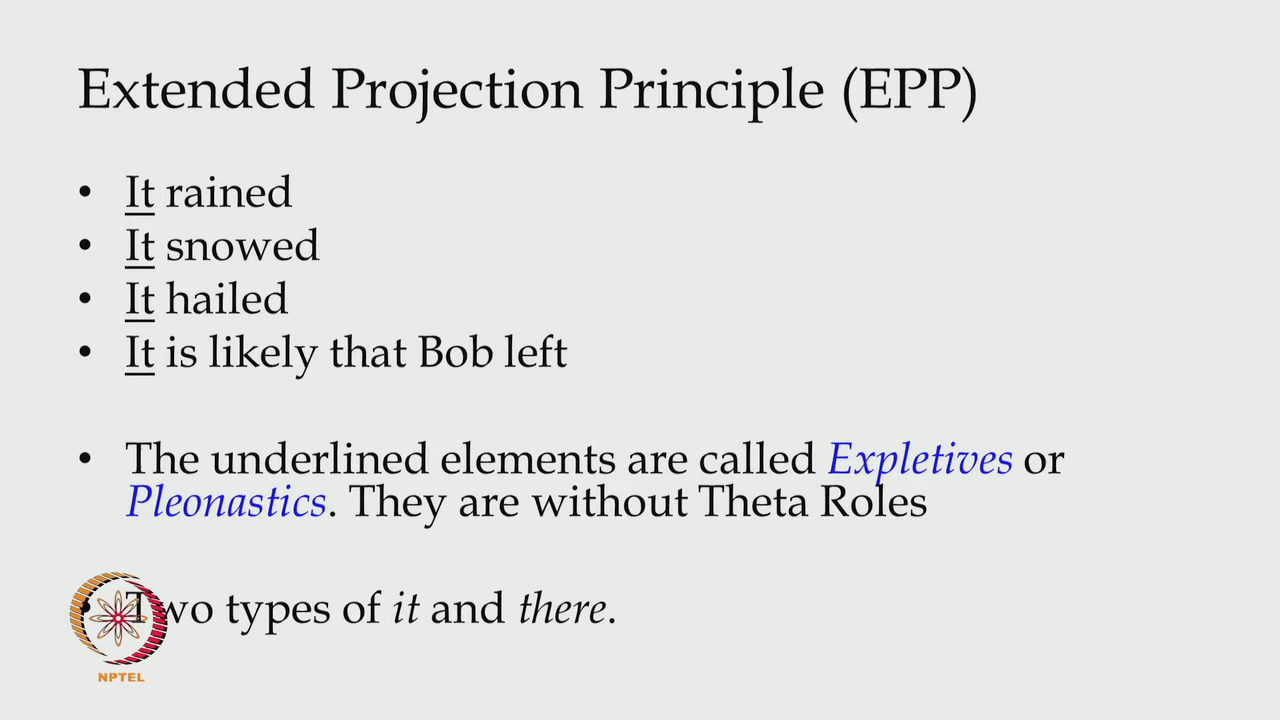 Extended Projection Principle (EPP)
• It rained
• It snowed
• It hailed
• It is likely that Bob left
• The underlined elements are called Expletives or
Pleonastics. They are without Theta Roles
• Two types of it and there.
NPTEL